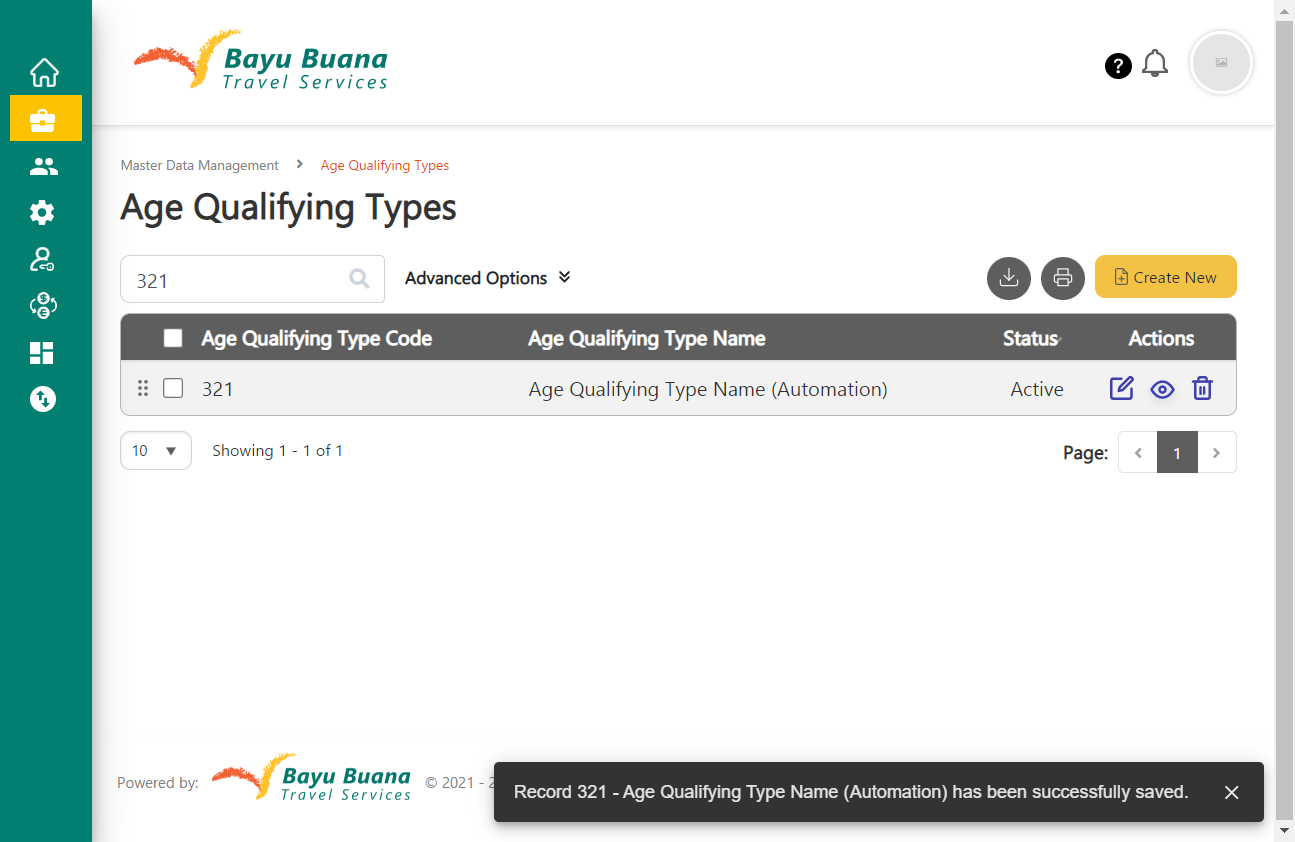 Bayu Buana
Travel Services
?
Master Data Management > Age Qualifying Types
Age Qualifying Types
321
Advanced Options
Create New
Age Qualifying Type Code Age Qualifying Type Name Status Actions
321 Age Qualifying Type Name (Automation) Active
10 Showing 1 - 1 of 1
Page: 1
Powered by: Bayu Buana
Travel Services
© 2021 -
Record 321 - Age Qualifying Type Name (Automation) has been successfully saved.